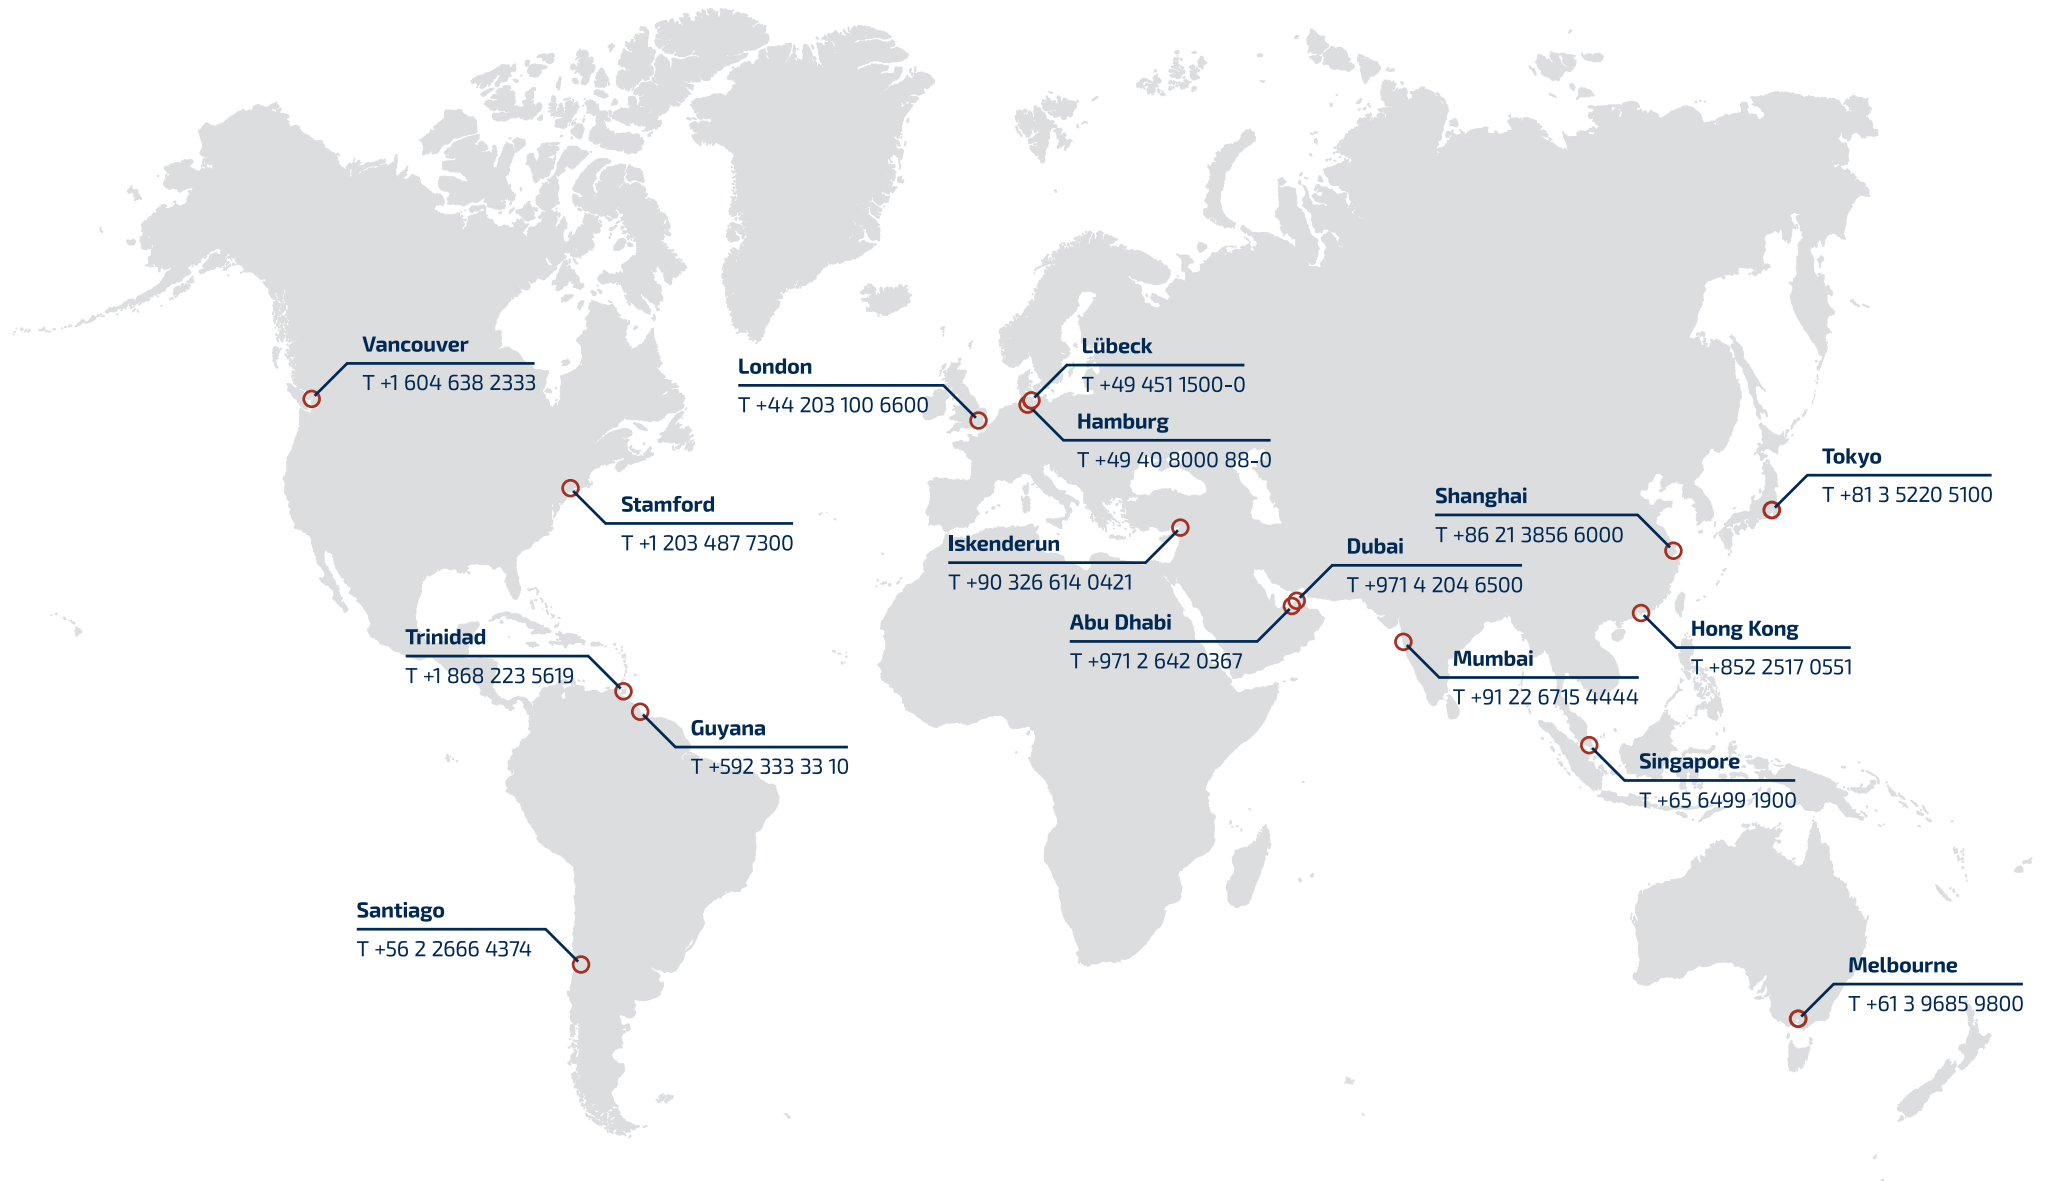 Vancouver
T +1 604 638 2333
Lübeck
T +49 451 1500-0
London
T +44 203 100 6600
Hamburg
T +49 40 8000 88-0
Tokyo
T +81 3 5220 5100
Stamford
T +1 203 487 7300
Shanghai
T +86 21 3856 6000
Iskenderun
T +90 326 614 0421
Dubai
T +971 4 204 6500
Abu Dhabi
T +971 2 642 0367
Hong Kong
T +852 2517 0551
Trinidad
T +1 868 223 5619
Mumbai
T +91 22 6715 4444
Guyana
T +592 333 33 10
Singapore
T +65 6499 1900
Santiago
T +56 2 2666 4374
Melbourne
T +61 3 9685 9800